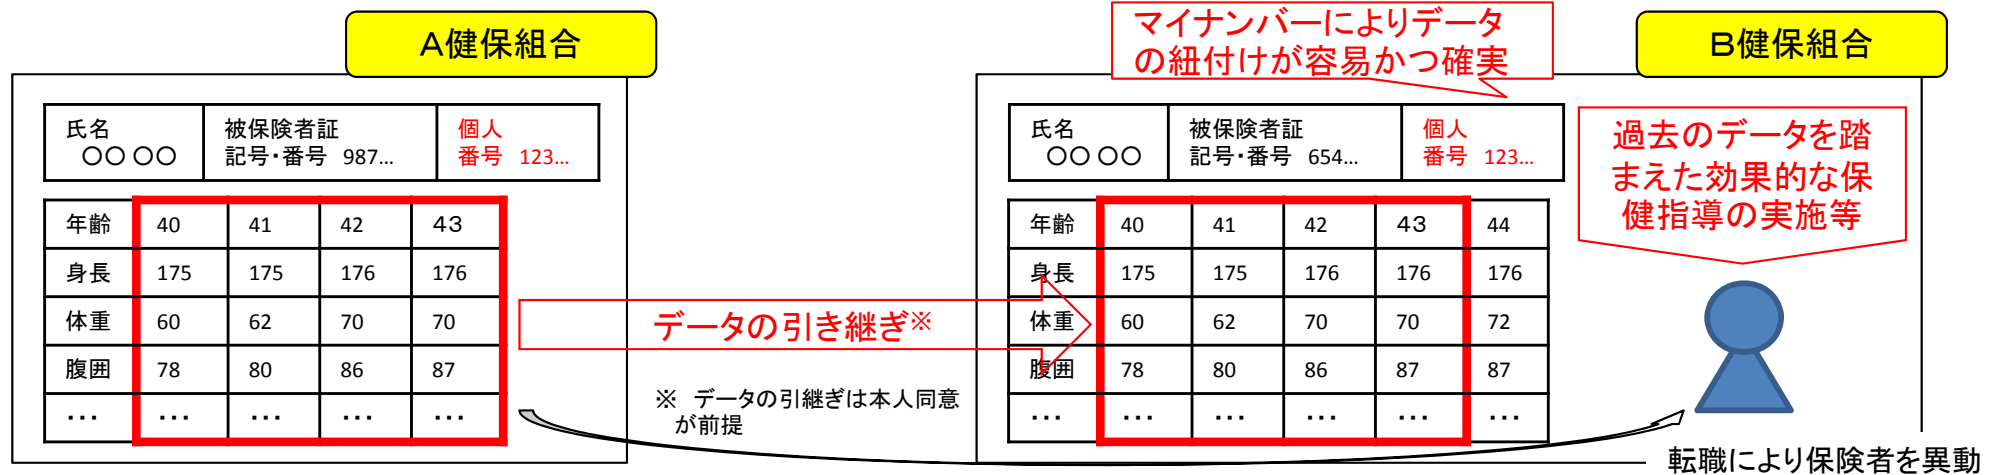 A健保組合
氏名 被保険者証 個人
○○ ○○ 記号・番号 987... 番号 123...
年齢 40 41 42 43
身長 175 175 176 176
体重 60 62 70 70
腹囲 78 80 86 87
・・・ ・・・ ・・・ ・・・ ・・・
データの引き継ぎ※
※ データの引継ぎは本人同意
が前提
マイナンバーによりデータ
の紐付けが容易かつ確実
B健保組合
氏名 被保険者証 個人
○○ ○○ 記号・番号 654... 番号 123...
年齢 40 41 42 43 44
身長 175 175 176 176 176
体重 60 62 70 70 72
腹囲 78 80 86 87 87
・・・ ・・・ ・・・ ・・・ ・・・ ・・・
過去のデータを踏
まえた効果的な保
健指導の実施等
転職により保険者を異動